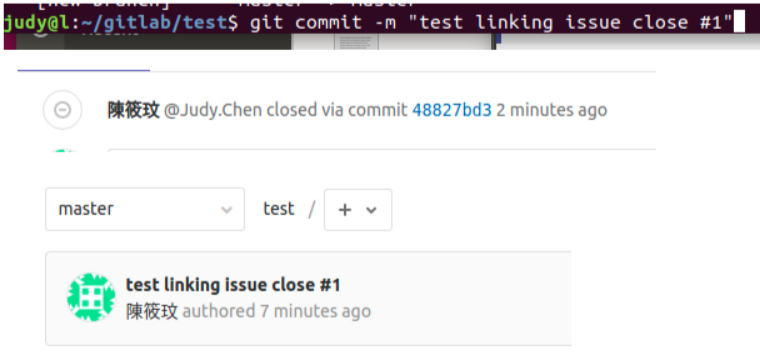 judy@l:~/gitlab/test$ git commit -m "test linking issue close #1"
陳筱玟 @Judy.Chen closed via commit 48827bd3 2 minutes ago
master test / +
test linking issue close #1
陳筱玟 authored 7 minutes ago